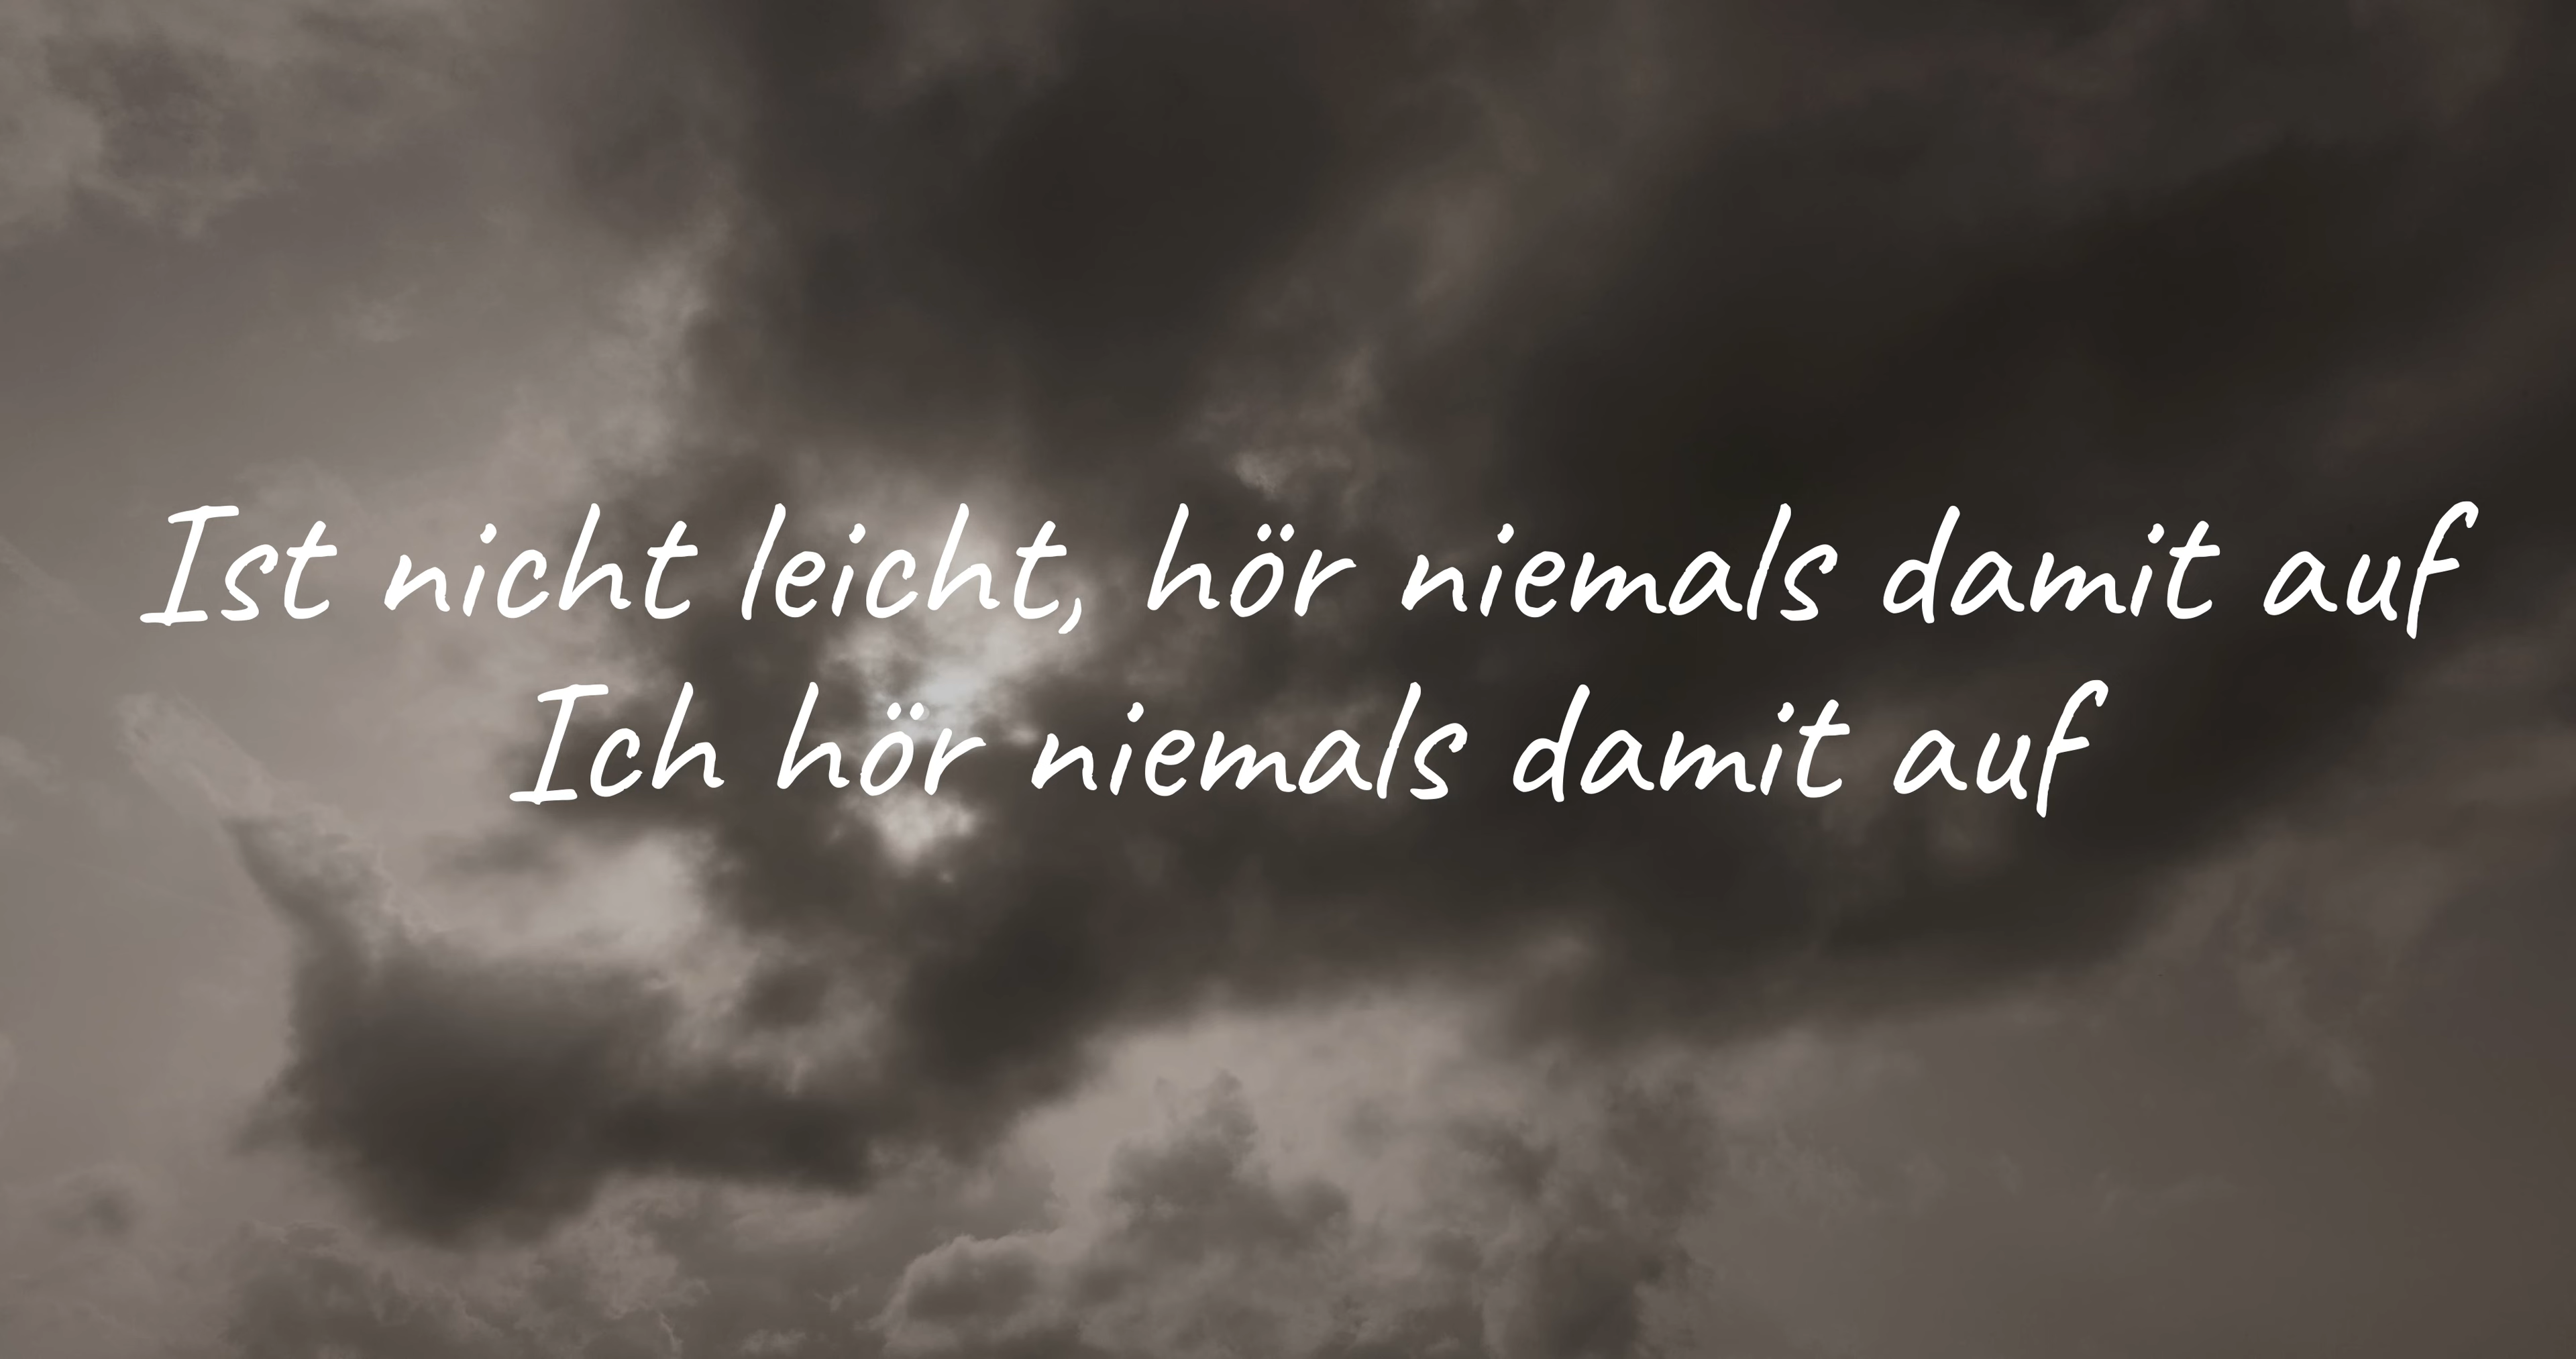 Ist nicht leicht, hör niemals damit auf
Ich hör niemals damit auf